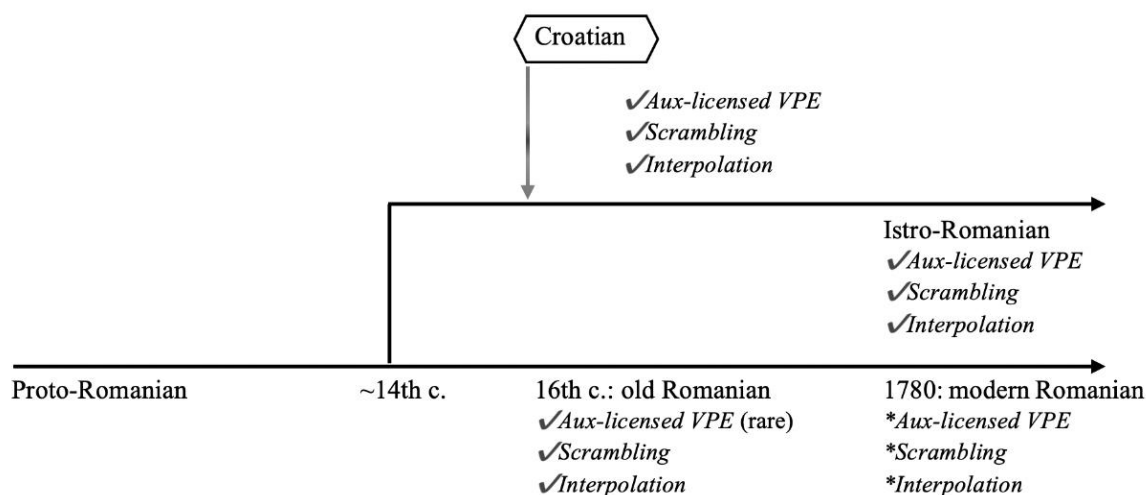 Croatian
✓Aux-licensed VPE
✓Scrambling
✓Interpolation
Istro-Romanian
✓Aux-licensed VPE
✓Scrambling
✓Interpolation
Proto-Romanian
~14th c.
16th c.: old Romanian
✓Aux-licensed VPE (rare)
✓Scrambling
✓Interpolation
1780: modern Romanian
*Aux-licensed VPE
*Scrambling
*Interpolation